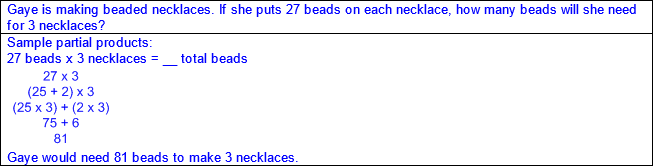 Gaye is making beaded necklaces. If she puts 27 beads on each necklace, how many beads will she need
for 3 necklaces?
Sample partial products:
27 beads x 3 necklaces = __ total beads
27 x 3
(25 + 2) x 3
(25 x 3) + (2 x 3)
75 + 6
81
Gaye would need 81 beads to make 3 necklaces.